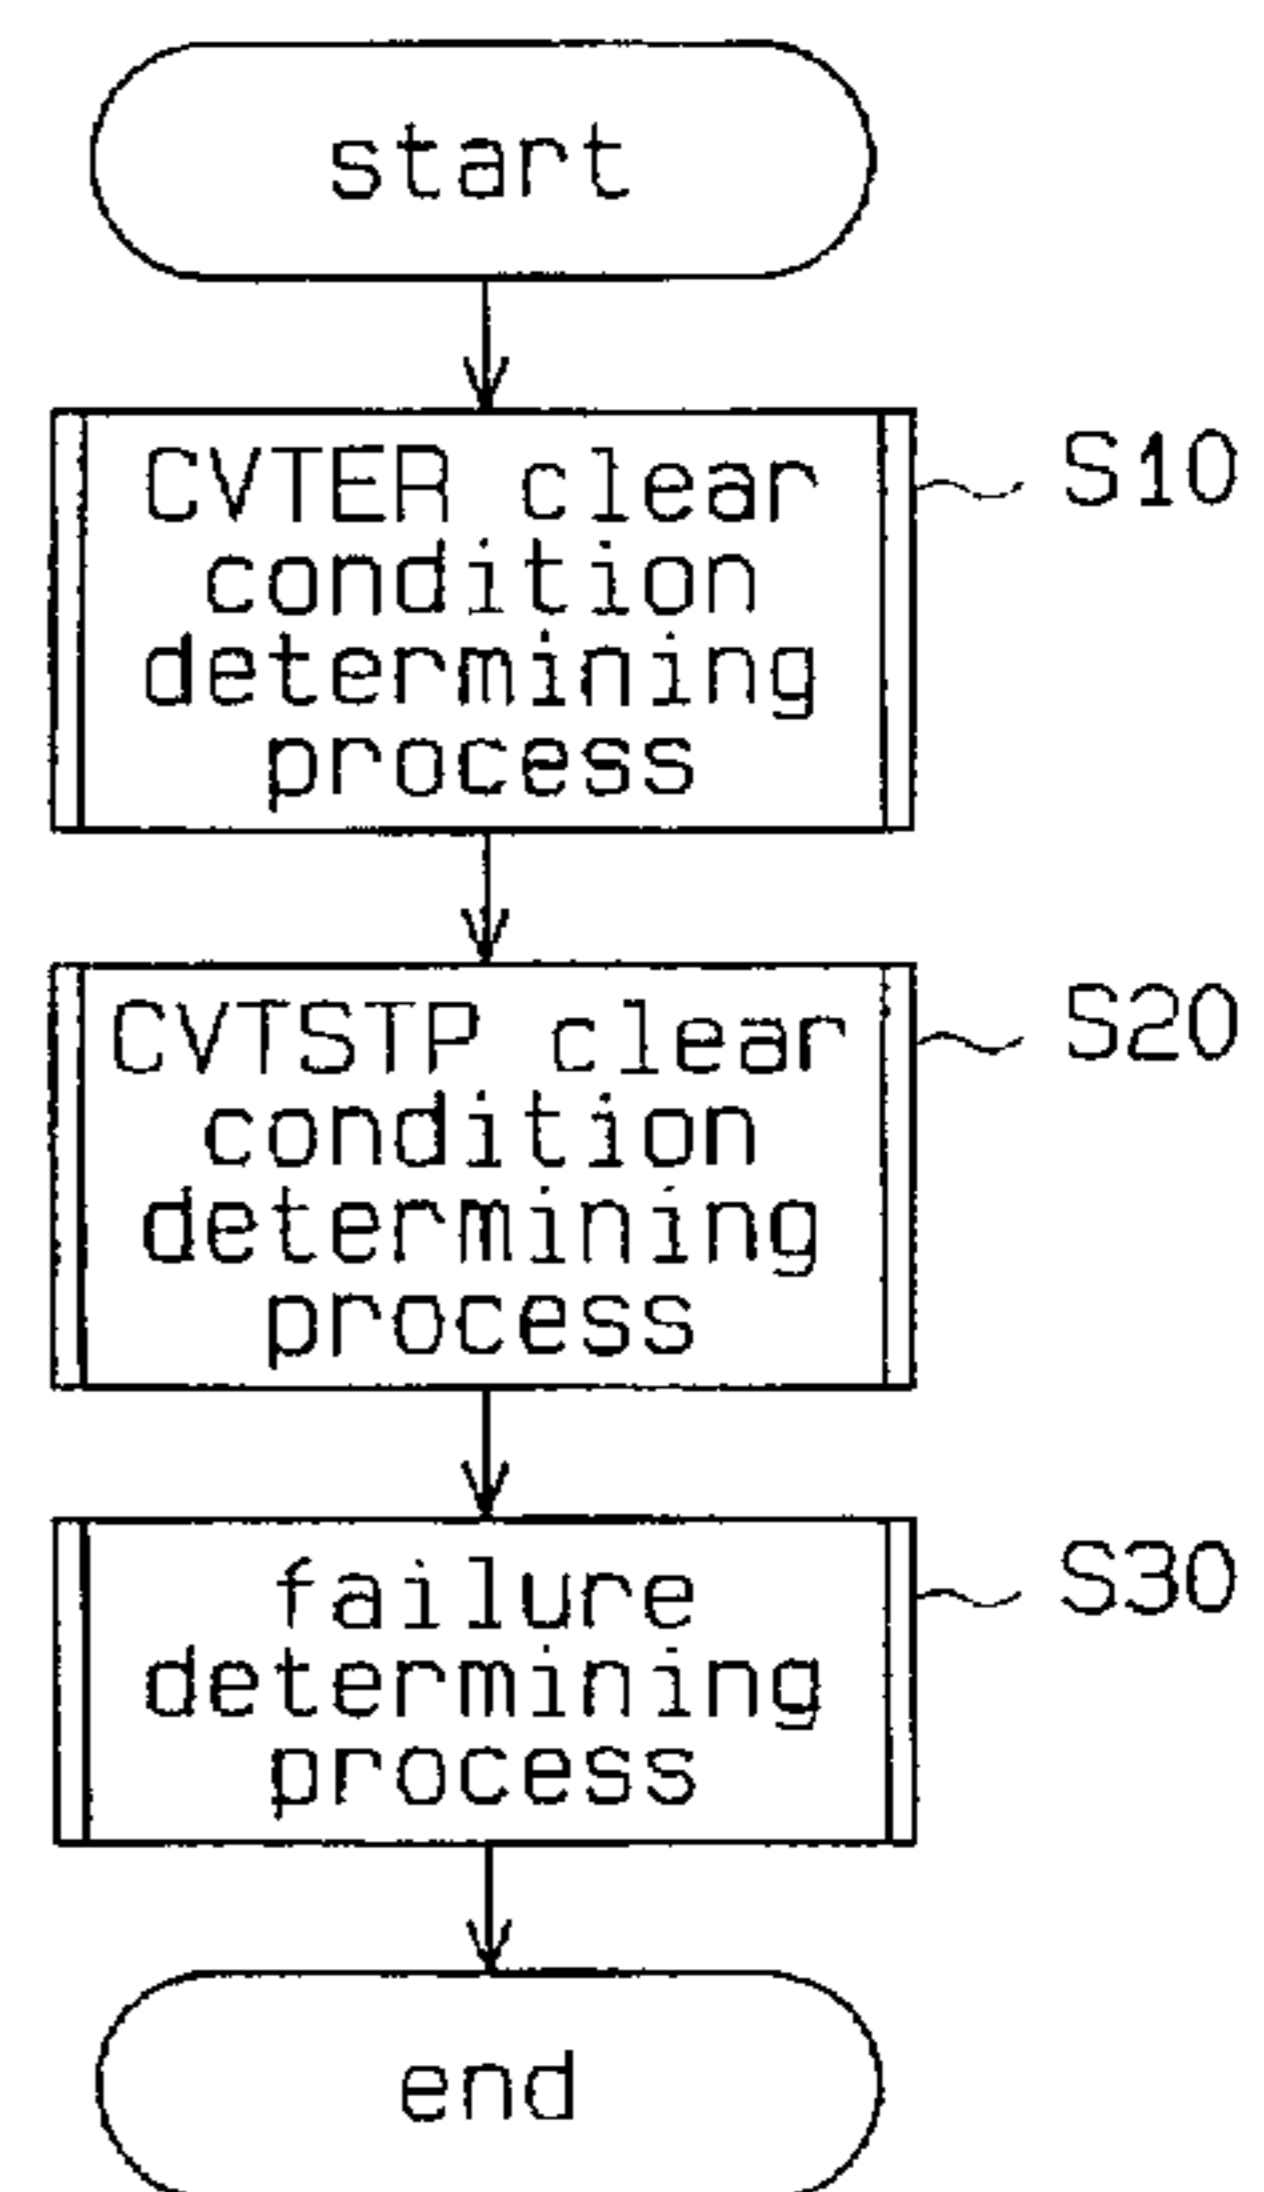 start
CVTER clear
condition
determining
process
S10
CVTSTP clear
condition
determining
process
S20
failure
determining
process
S30
end